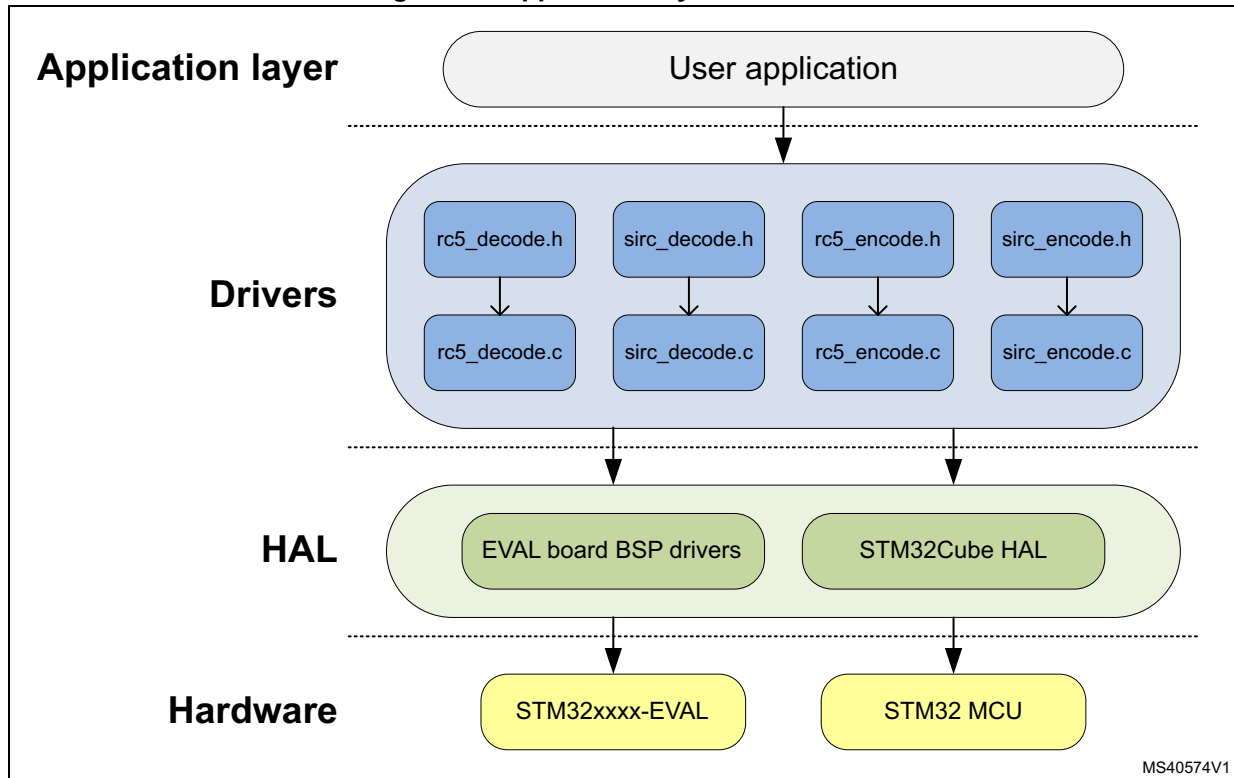 Application layer
User application
rc5_decode.h
sirc_decode.h
rc5_encode.h
sirc_encode.h
Drivers
rc5_decode.c
sirc_decode.c
rc5_encode.c
sirc_encode.c
HAL
EVAL board BSP drivers
STM32Cube HAL
Hardware
STM32xxxx-EVAL
STM32 MCU
MS40574V1